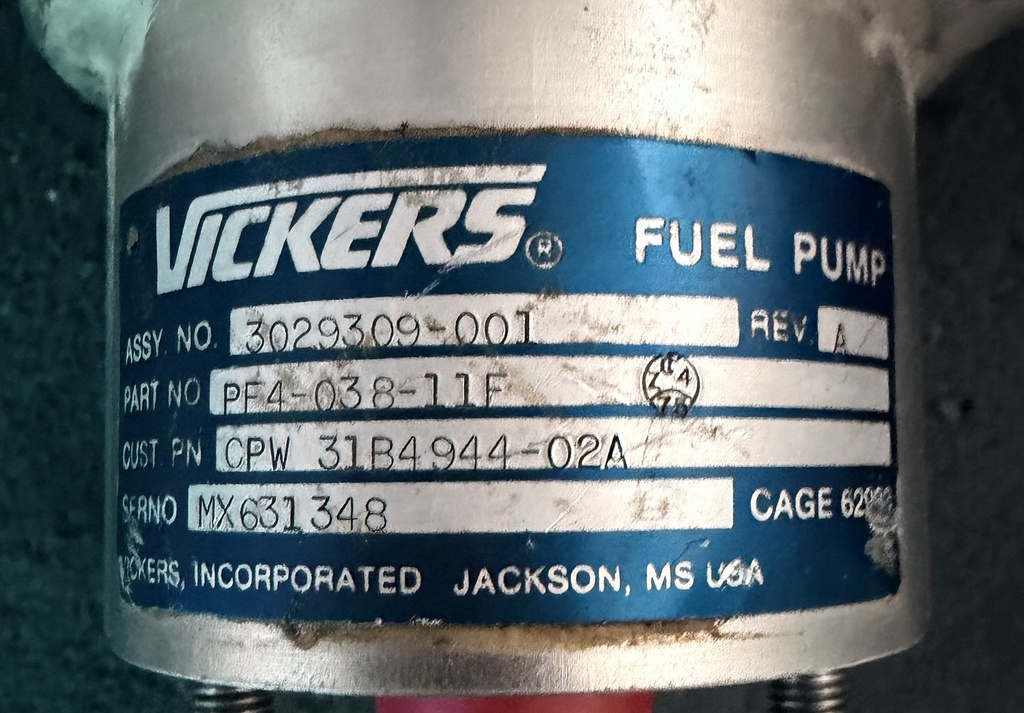 VICKERS® FUEL PUMP
ASSY NO. 3029309-001 REV. A
PART NO PF4-038-11F
CUST PN CPW 31B4944-02A
SERNO MX631348 CAGE
VICKERS, INCORPORATED JACKSON, MS USA